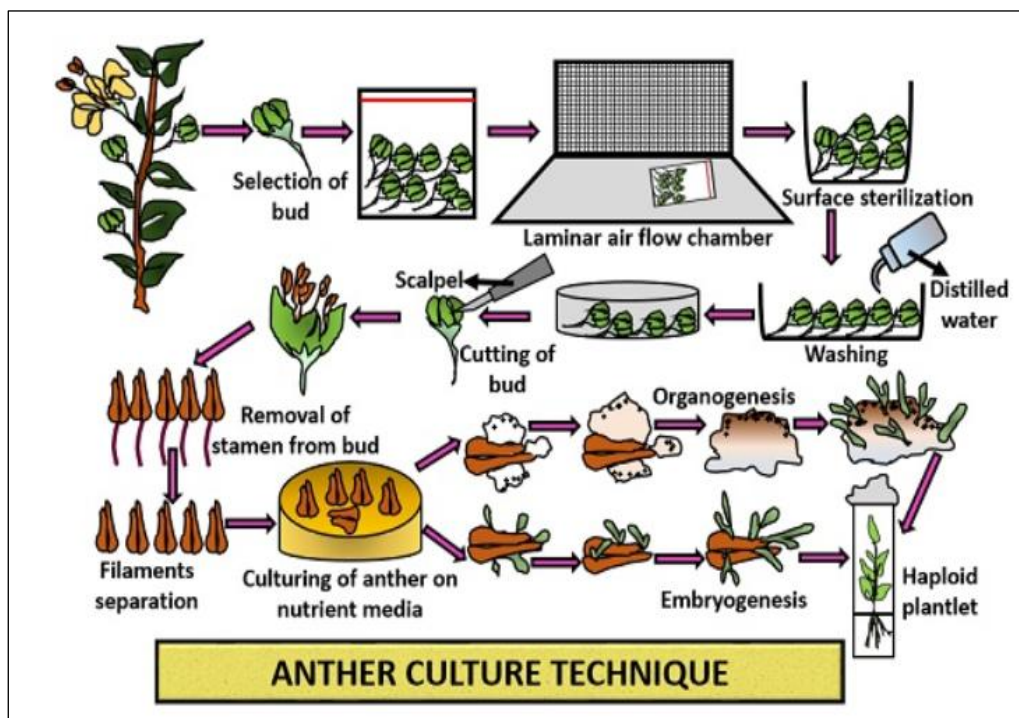 Selection of
bud
Laminar air flow chamber
Surface sterilization
Scalpel
Distilled
water
Cutting of
bud
Washing
Removal of
stamen from bud
Organogenesis
Filaments
separation
Culturing of anther on
nutrient media
Embryogenesis
Haploid
plantlet
ANTHER CULTURE TECHNIQUE